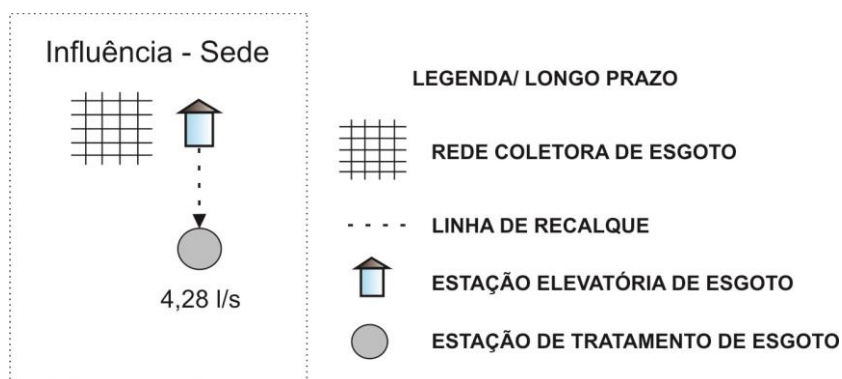 Influência - Sede
4,28 l/s
LEGENDA/ LONGO PRAZO
REDE COLETORA DE ESGOTO
LINHA DE RECALQUE
ESTAÇÃO ELEVATÓRIA DE ESGOTO
ESTAÇÃO DE TRATAMENTO DE ESGOTO